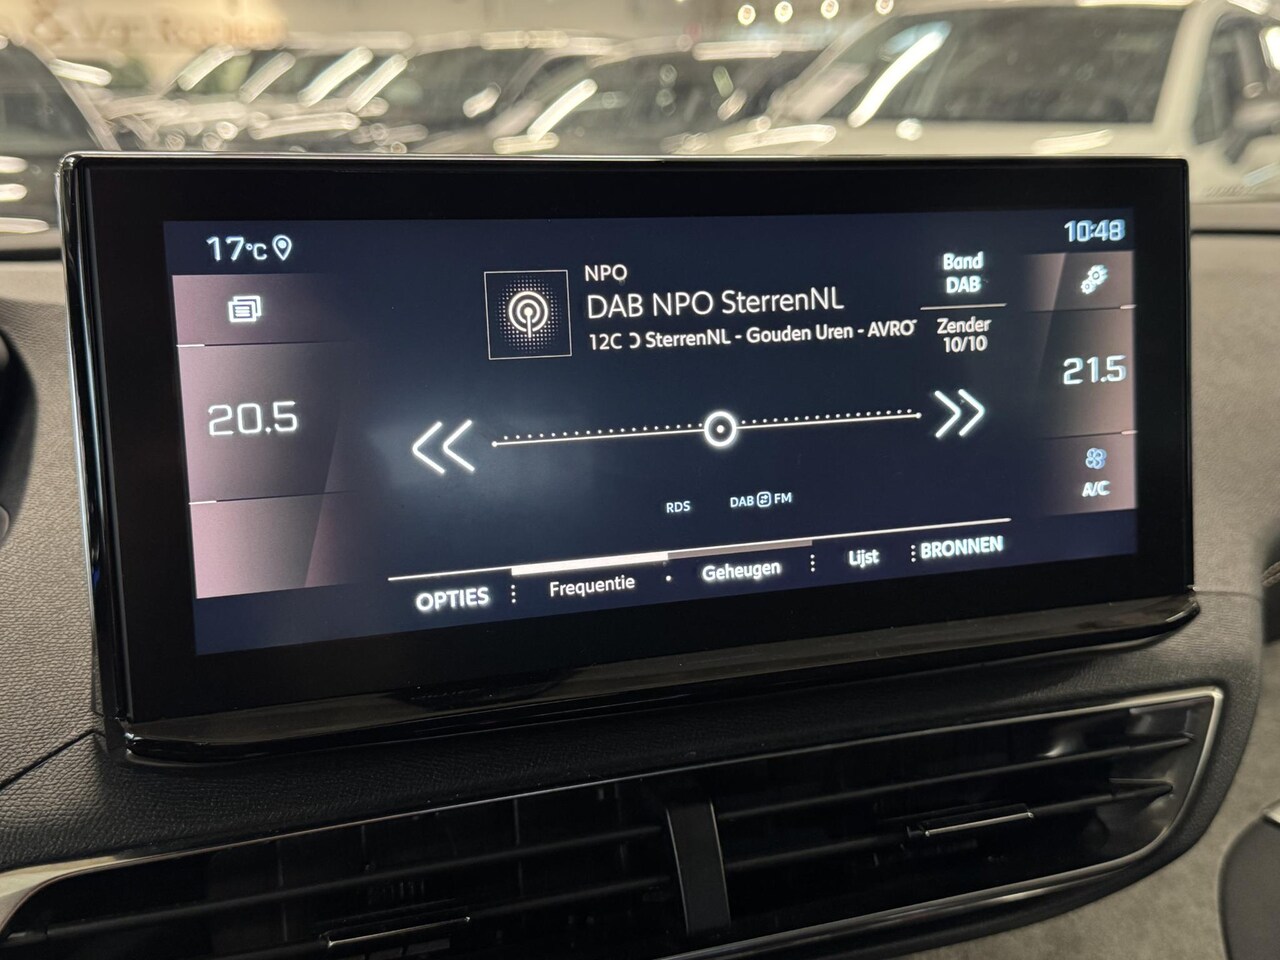 17°C
10:48
NPO
DAB NPO SterrenNL
SterrenNL - Gouden Uren - AVRO
Band
DAB
Zender
10/10
20.5
21.5
A/C
RDS
DAB FM
OPTIES
Frequentie
Geheugen
Lijst
BRONNEN